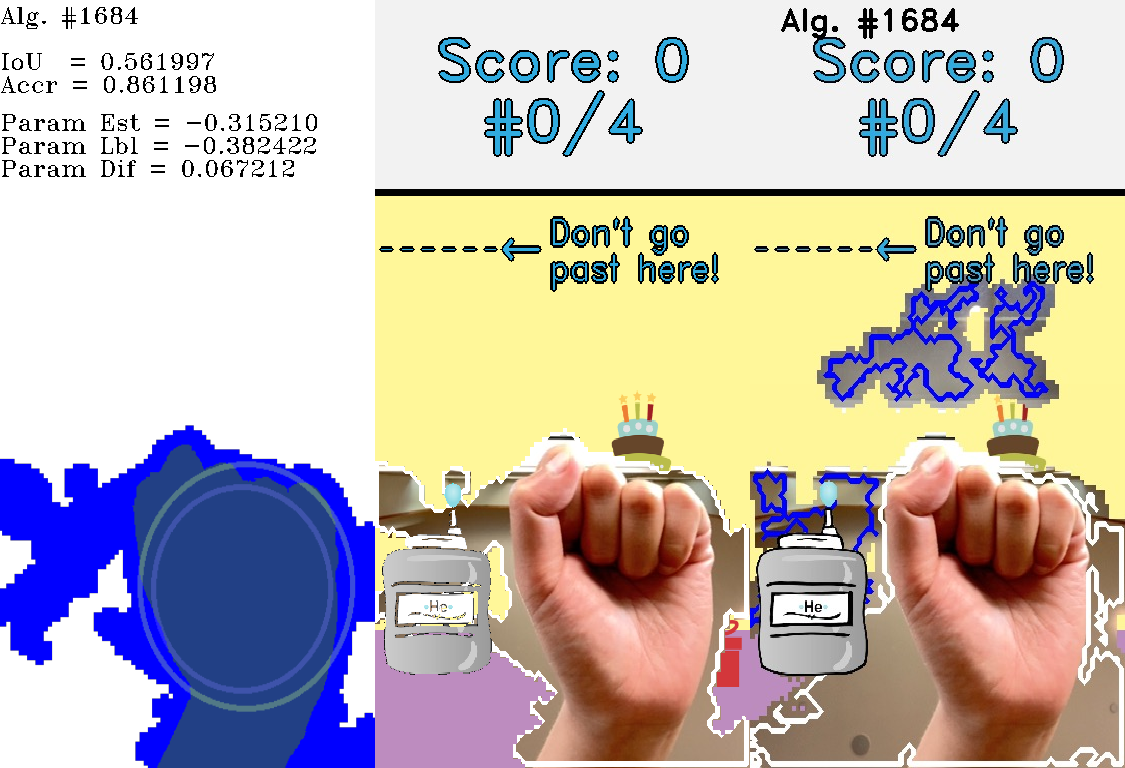 Alg. #1684
IoU = 0.561997
Accr = 0.861198
Param Est = -0.315210
Param Lbl = -0.382422
Param Dif = 0.067212
Score: 0
#0/4
Don't go
past here!
He
Alg. #1684
Score: 0
#0/4
Don't go
past here!
He